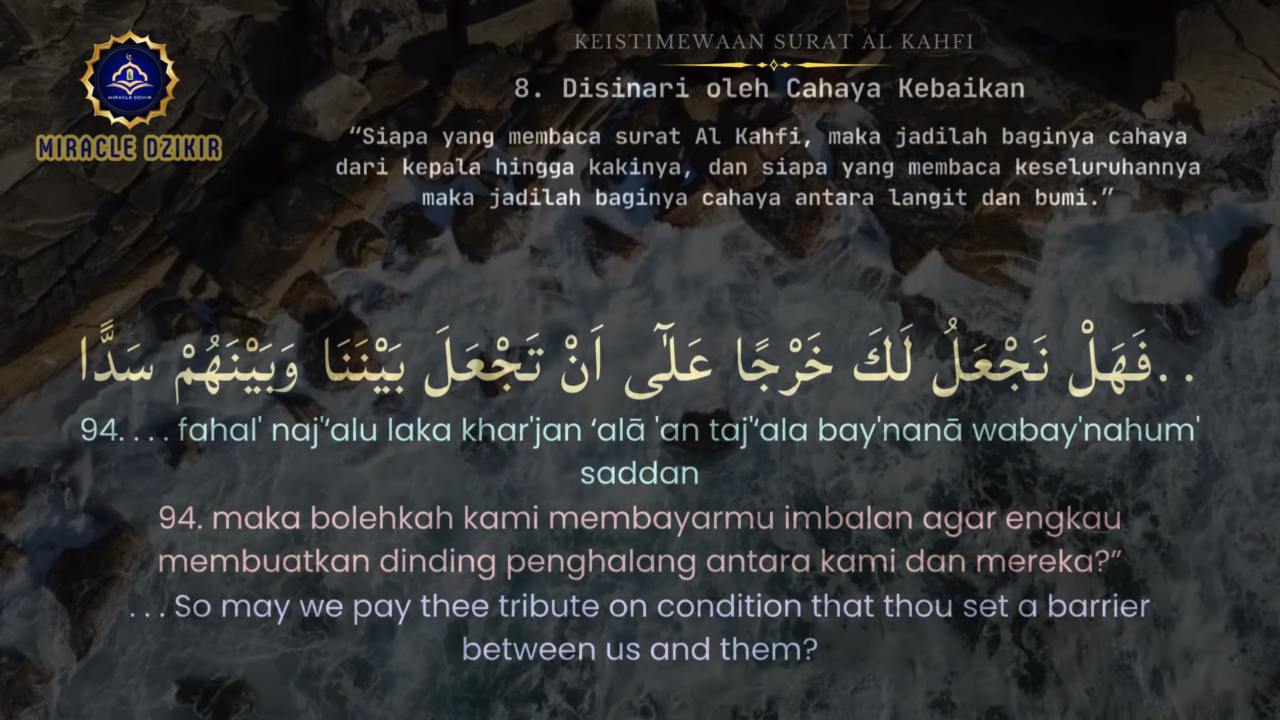 MIRACLE DZIKIR
MIRACLE DZIKIR
KEISTIMEWAAN SURAT AL KAHFI
8. Disinari oleh Cahaya Kebaikan
“Siapa yang membaca surat Al Kahfi, maka jadilah baginya cahaya
dari kepala hingga kakinya, dan siapa yang membaca keseluruhannya
maka jadilah baginya cahaya antara langit dan bumi.”
. .فَهَلْ نَجْعَلُ لَكَ خَرْجًا عَلٰٓى اَنْ تَجْعَلَ بَيْنَنَا وَبَيْنَهُمْ سَدًّا
94. . . . fahal' naj'‘alu laka khar'jan ‘alā 'an taj'‘ala bay'nanā wabay'nahum'
saddan
94. maka bolehkah kami membayarmu imbalan agar engkau
membuatkan dinding penghalang antara kami dan mereka?”
. . . So may we pay thee tribute on condition that thou set a barrier
between us and them?